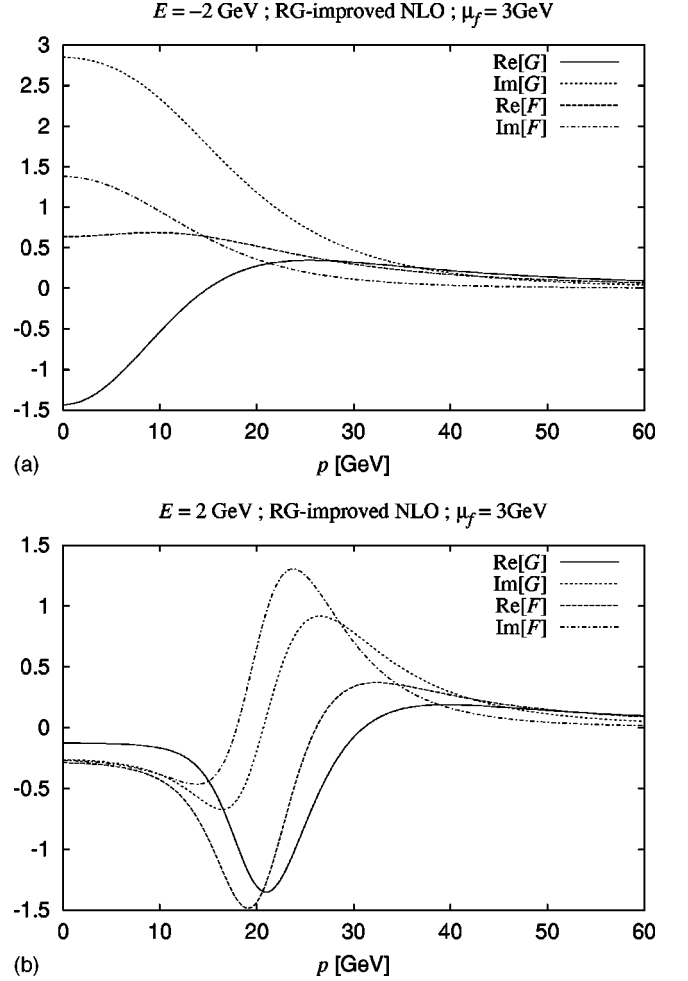 E = −2 GeV ; RG-improved NLO ; μf = 3GeV
3
2.5
2
1.5
1
0.5
0
-0.5
-1
-1.5
Re[G]
Im[G]
Re[F]
Im[F]
0 10 20 30 40 50 60
(a) p [GeV]
E = 2 GeV ; RG-improved NLO ; μf = 3GeV
1.5
1
0.5
0
-0.5
-1
-1.5
Re[G]
Im[G]
Re[F]
Im[F]
0 10 20 30 40 50 60
(b) p [GeV]